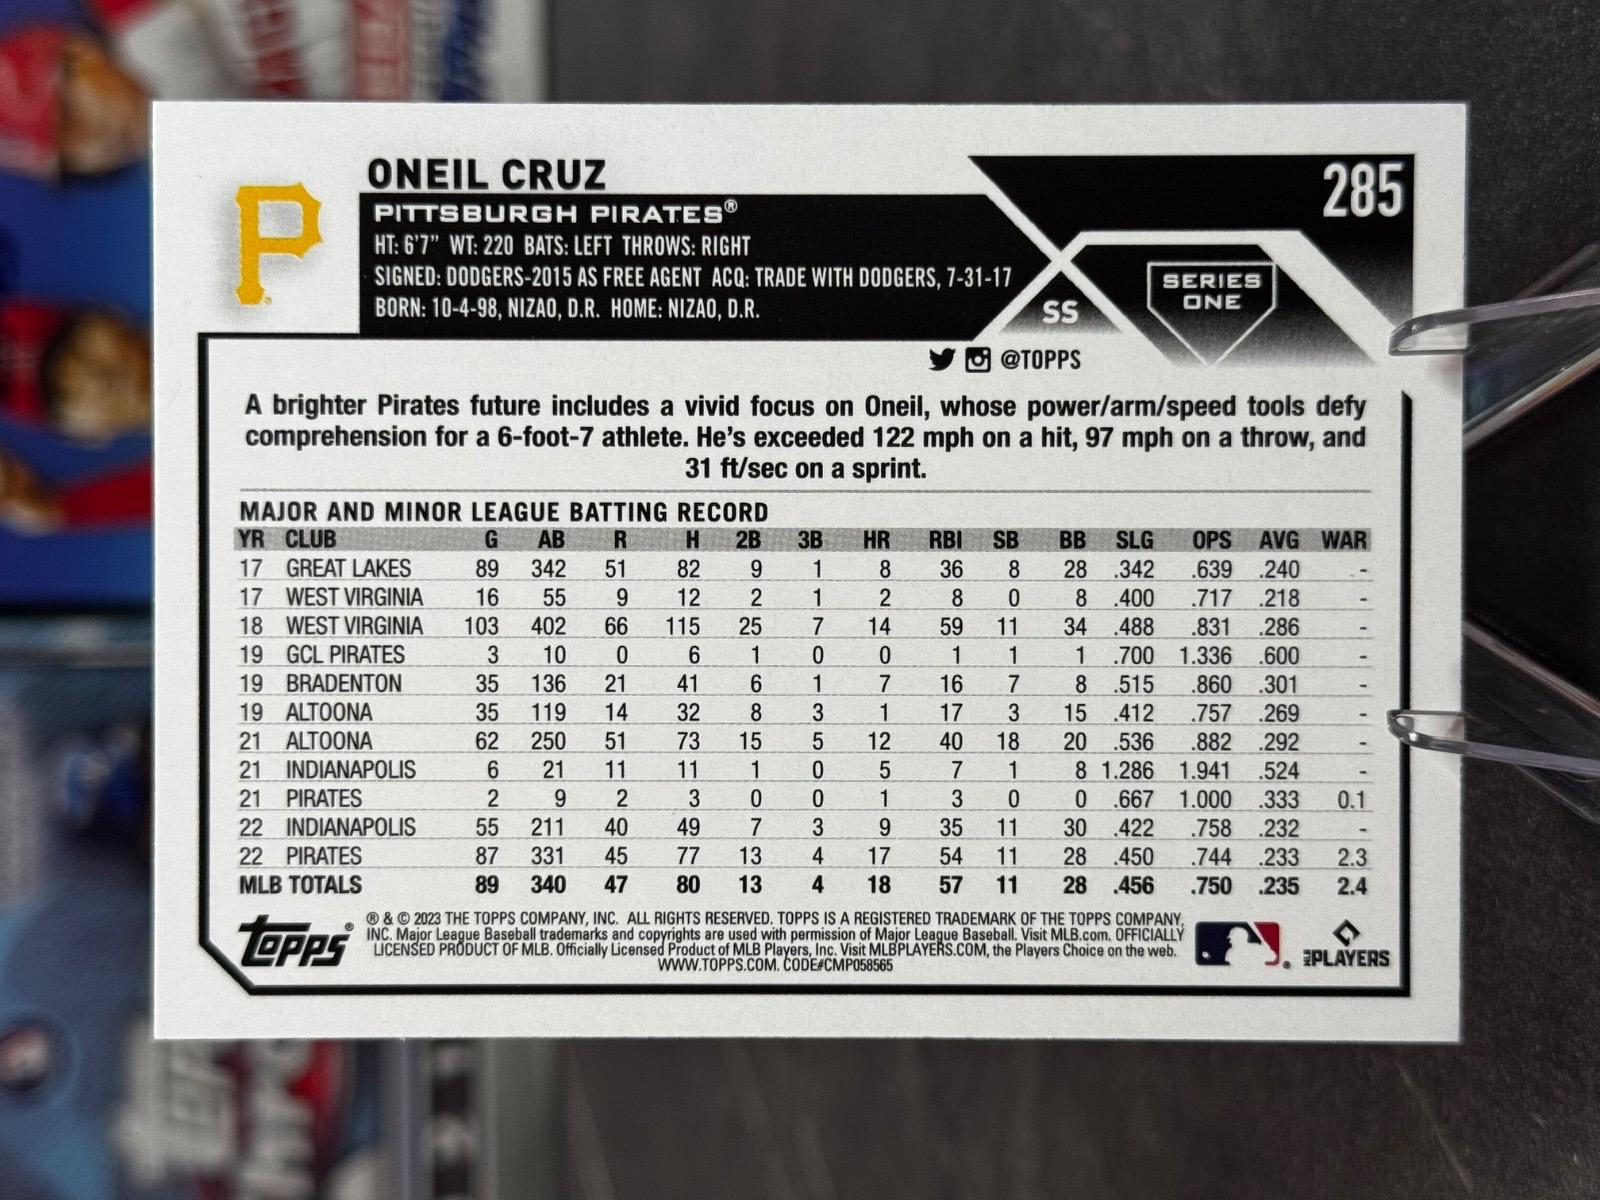 ONEIL CRUZ
285
PITTSBURGH PIRATES®
HT: 6'7" WT: 220 BATS: LEFT THROWS: RIGHT
SIGNED: DODGERS-2015 AS FREE AGENT ACQ: TRADE WITH DODGERS, 7-31-17
BORN: 10-4-98, NIZAO, D.R. HOME: NIZAO, D.R.
SS
SERIES
ONE
@TOPPS
A brighter Pirates future includes a vivid focus on Oneil, whose power/arm/speed tools defy
comprehension for a 6-foot-7 athlete. He's exceeded 122 mph on a hit, 97 mph on a throw, and
31 ft/sec on a sprint.
MAJOR AND MINOR LEAGUE BATTING RECORD
YR CLUB G AB R H 2B 3B HR RBI SB BB SLG OPS AVG WAR
17 GREAT LAKES 89 342 51 82 9 1 8 36 8 28 .342 .639 .240 -
17 WEST VIRGINIA 16 55 9 12 2 1 2 8 0 8 .400 .717 .218 -
18 WEST VIRGINIA 103 402 66 115 25 7 14 59 11 34 .488 .831 .286 -
19 GCL PIRATES 3 10 0 6 1 0 0 1 1 1 .700 1.336 .600 -
19 BRADENTON 35 136 21 41 6 1 7 16 7 8 .515 .860 .301 -
19 ALTOONA 35 119 14 32 8 3 1 17 3 15 .412 .757 .269 -
21 ALTOONA 62 250 51 73 15 5 12 40 18 20 .536 .882 .292 -
21 INDIANAPOLIS 6 21 11 11 1 0 5 7 1 8 1.286 1.941 .524 -
21 PIRATES 2 9 2 3 0 0 1 3 0 0 .667 1.000 .333 0.1
22 INDIANAPOLIS 55 211 40 49 7 3 9 35 11 30 .422 .758 .232 -
22 PIRATES 87 331 45 77 13 4 17 54 11 28 .450 .744 .233 2.3
MLB TOTALS 89 340 47 80 13 4 18 57 11 28 .456 .750 .235 2.4
Topps®
® & © 2023 THE TOPPS COMPANY, INC. ALL RIGHTS RESERVED. TOPPS IS A REGISTERED TRADEMARK OF THE TOPPS COMPANY,
INC. Major League Baseball trademarks and copyrights are used with permission of Major League Baseball. Visit MLB.com. OFFICIALLY
LICENSED PRODUCT OF MLB. Officially Licensed Product of MLB Players, Inc. Visit MLBPLAYERS.COM, the Players Choice on the web.
WWW.TOPPS.COM. CODE#CMP058565
MLB PLAYERS